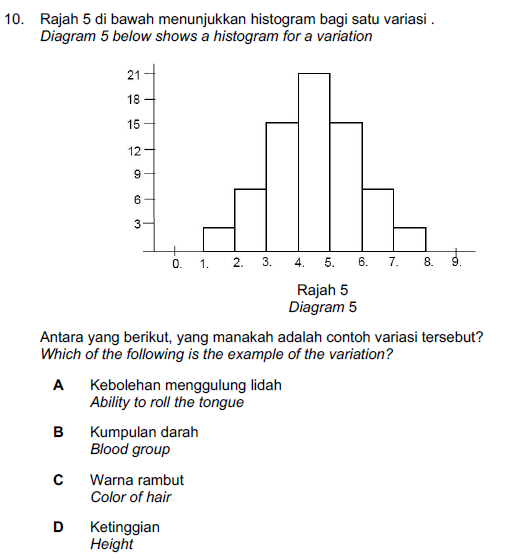 10. Rajah 5 di bawah menunjukkan histogram bagi satu variasi .
Diagram 5 below shows a histogram for a variation
21
18
15
12
9
6
3
0. 1. 2. 3. 4. 5. 6. 7. 8. 9.
Rajah 5
Diagram 5
Antara yang berikut, yang manakah adalah contoh variasi tersebut?
Which of the following is the example of the variation?
A Kebolehan menggulung lidah
Ability to roll the tongue
B Kumpulan darah
Blood group
C Warna rambut
Color of hair
D Ketinggian
Height